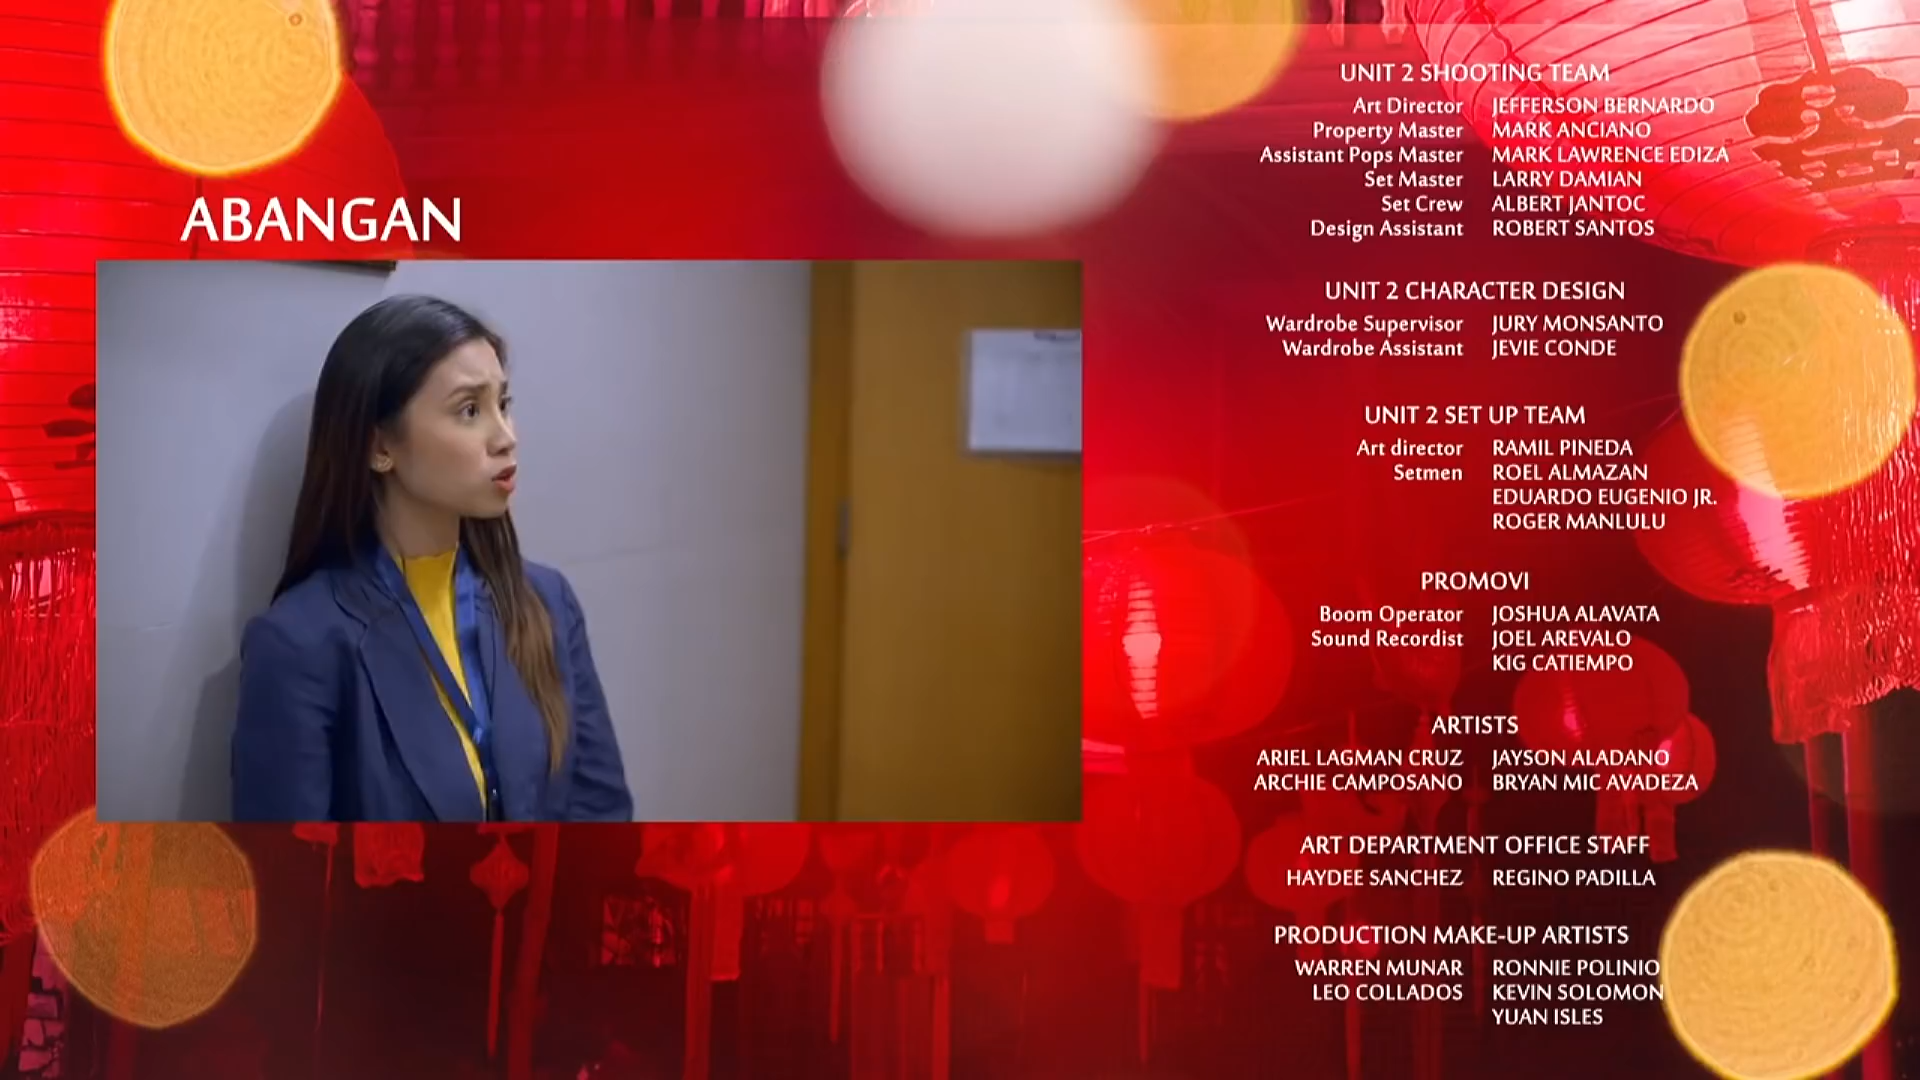 ABANGAN
UNIT 2 SHOOTING TEAM
Art Director JEFFERSON BERNARDO
Property Master MARK ANCIANO
Assistant Pops Master MARK LAWRENCE EDIZA
Set Master LARRY DAMIAN
Set Crew ALBERT JANTOC
Design Assistant ROBERT SANTOS
UNIT 2 CHARACTER DESIGN
Wardrobe Supervisor JURY MONSANTO
Wardrobe Assistant JEVIE CONDE
UNIT 2 SET UP TEAM
Art director RAMIL PINEDA
Setmen ROEL ALMAZAN
EDUARDO EUGENIO JR.
ROGER MANLULU
PROMOVI
Boom Operator JOSHUA ALAVATA
Sound Recordist JOEL AREVALO
KIG CATIEMPO
ARTISTS
ARIEL LAGMAN CRUZ JAYSON ALADANO
ARCHIE CAMPOSANO BRYAN MIC AVADEZA
ART DEPARTMENT OFFICE STAFF
HAYDEE SANCHEZ REGINO PADILLA
PRODUCTION MAKE-UP ARTISTS
WARREN MUNAR RONNIE POLINIO
LEO COLLADOS KEVIN SOLOMON
YUAN ISLES